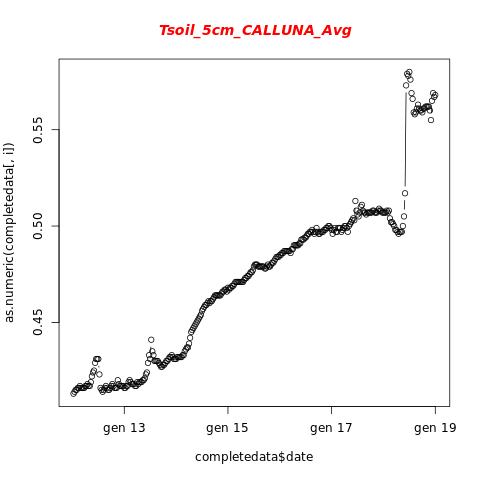 Tsoil_5cm_CALLUNA_Avg
as.numeric(completedata[, i])
0.55
0.50
0.45
gen 13
gen 15
gen 17
gen 19
completedata$date